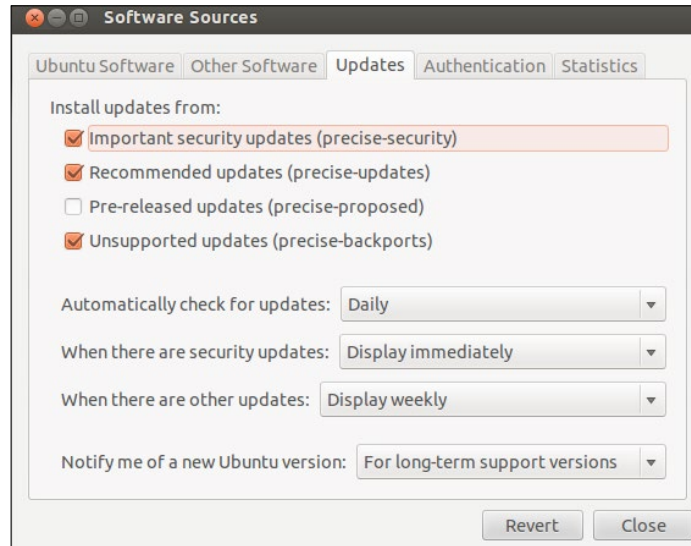 Software Sources
Ubuntu Software Other Software Updates Authentication Statistics
Install updates from:
Important security updates (precise-security)
Recommended updates (precise-updates)
Pre-released updates (precise-proposed)
Unsupported updates (precise-backports)
Automatically check for updates: Daily
When there are security updates: Display immediately
When there are other updates: Display weekly
Notify me of a new Ubuntu version: For long-term support versions
Revert Close